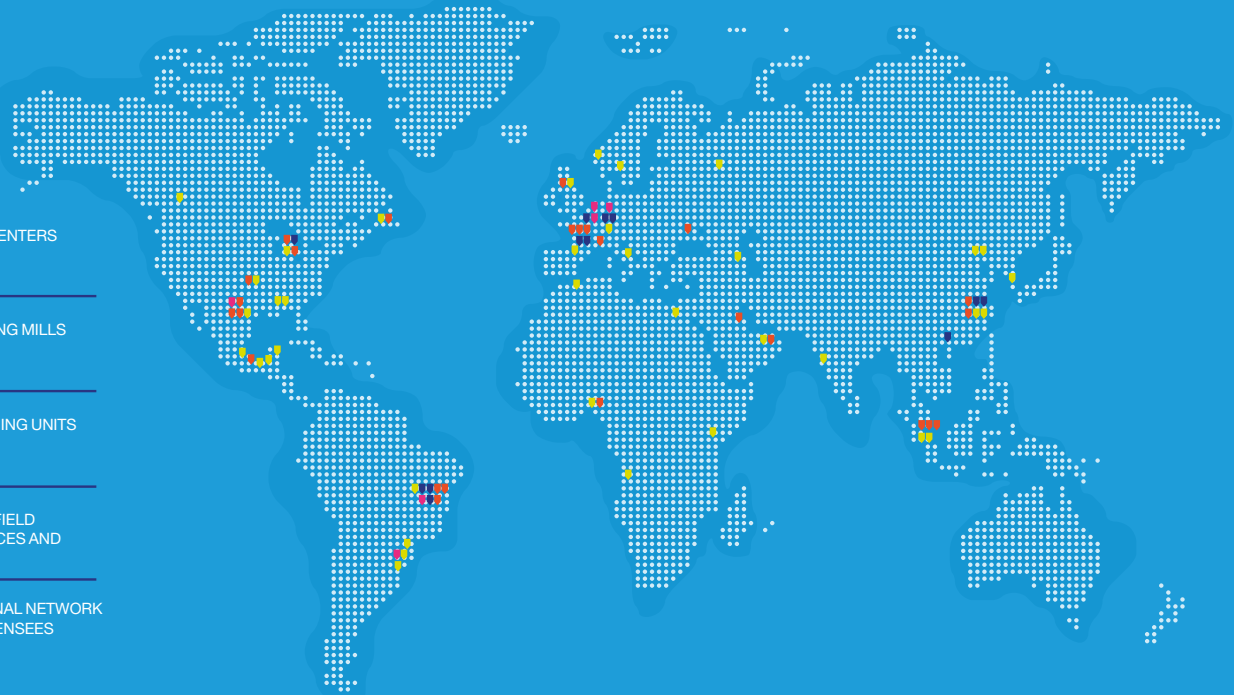 ENTERS
NG MILLS
ING UNITS
FIELD
CES AND
NAL NETWORK
ENSEES